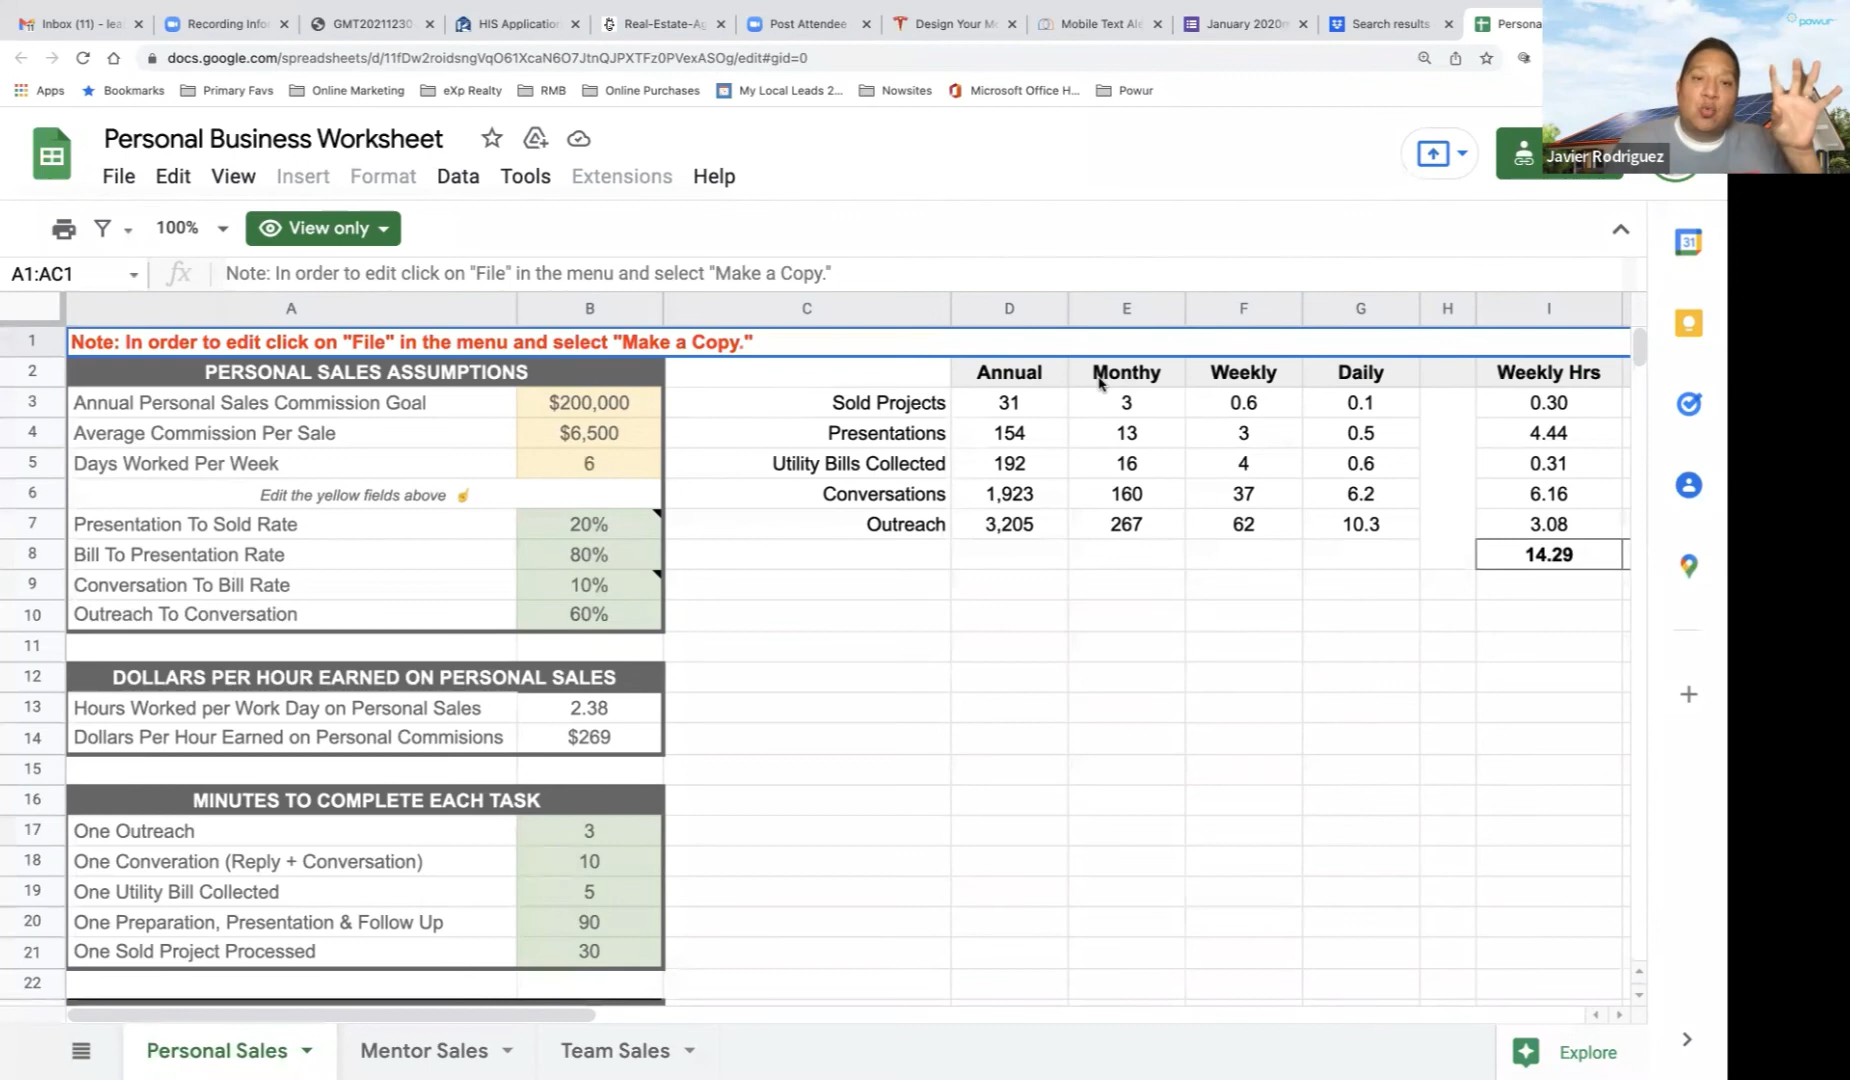 Inbox (11) - lea
Recording Info
GMT20211230
HIS Application
Real-Estate-Ag
Post Attendee
Design Your M
Mobile Text Ale
January 2020
Search results
Persona
docs.google.com/spreadsheets/d/11fDw2roidsngVqO61XcaN6O7JtnQJPXTFz0PVexASOg/edit#gid=0
Apps
Bookmarks
Primary Favs
Online Marketing
eXp Realty
RMB
Online Purchases
My Local Leads 2...
Nowsites
Microsoft Office H...
Powur
powur
Javier Rodriguez
Personal Business Worksheet
File Edit View Insert Format Data Tools Extensions Help
100% View only
31
A1:AC1 fx Note: In order to edit click on "File" in the menu and select "Make a Copy."
A B C D E F G H I
1 Note: In order to edit click on "File" in the menu and select "Make a Copy."
2 PERSONAL SALES ASSUMPTIONS Annual Monthy Weekly Daily Weekly Hrs
3 Annual Personal Sales Commission Goal $200,000 Sold Projects 31 3 0.6 0.1 0.30
4 Average Commission Per Sale $6,500 Presentations 154 13 3 0.5 4.44
5 Days Worked Per Week 6 Utility Bills Collected 192 16 4 0.6 0.31
6 Edit the yellow fields above ☝ Conversations 1,923 160 37 6.2 6.16
7 Presentation To Sold Rate 20% Outreach 3,205 267 62 10.3 3.08
8 Bill To Presentation Rate 80% 14.29
9 Conversation To Bill Rate 10%
10 Outreach To Conversation 60%
11
12 DOLLARS PER HOUR EARNED ON PERSONAL SALES
13 Hours Worked per Work Day on Personal Sales 2.38
14 Dollars Per Hour Earned on Personal Commisions $269
15
16 MINUTES TO COMPLETE EACH TASK
17 One Outreach 3
18 One Converation (Reply + Conversation) 10
19 One Utility Bill Collected 5
20 One Preparation, Presentation & Follow Up 90
21 One Sold Project Processed 30
22
Personal Sales Mentor Sales Team Sales Explore